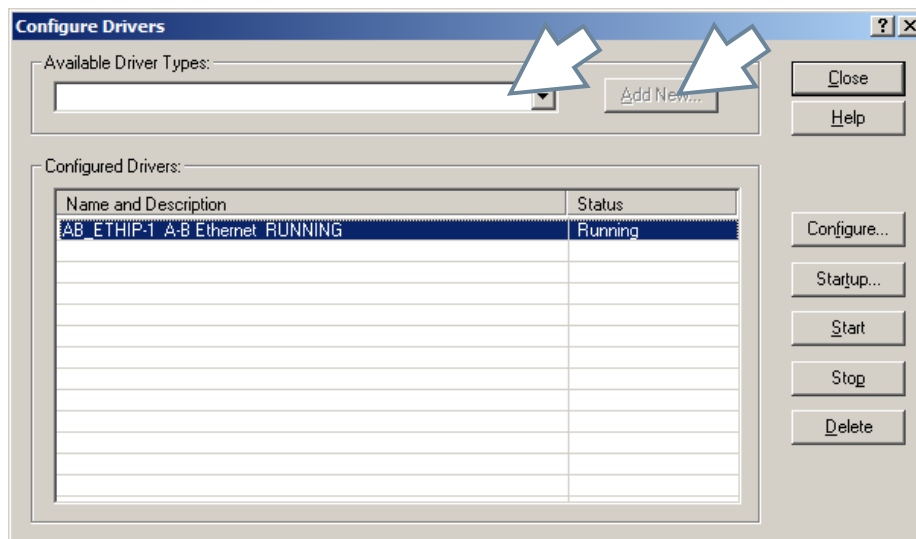 Configure Drivers
Available Driver Types:
Add New...
Close
Help
Configured Drivers:
Name and Description Status
AB_ETHIP-1 A-B Ethernet RUNNING Running
Configure...
Startup...
Start
Stop
Delete